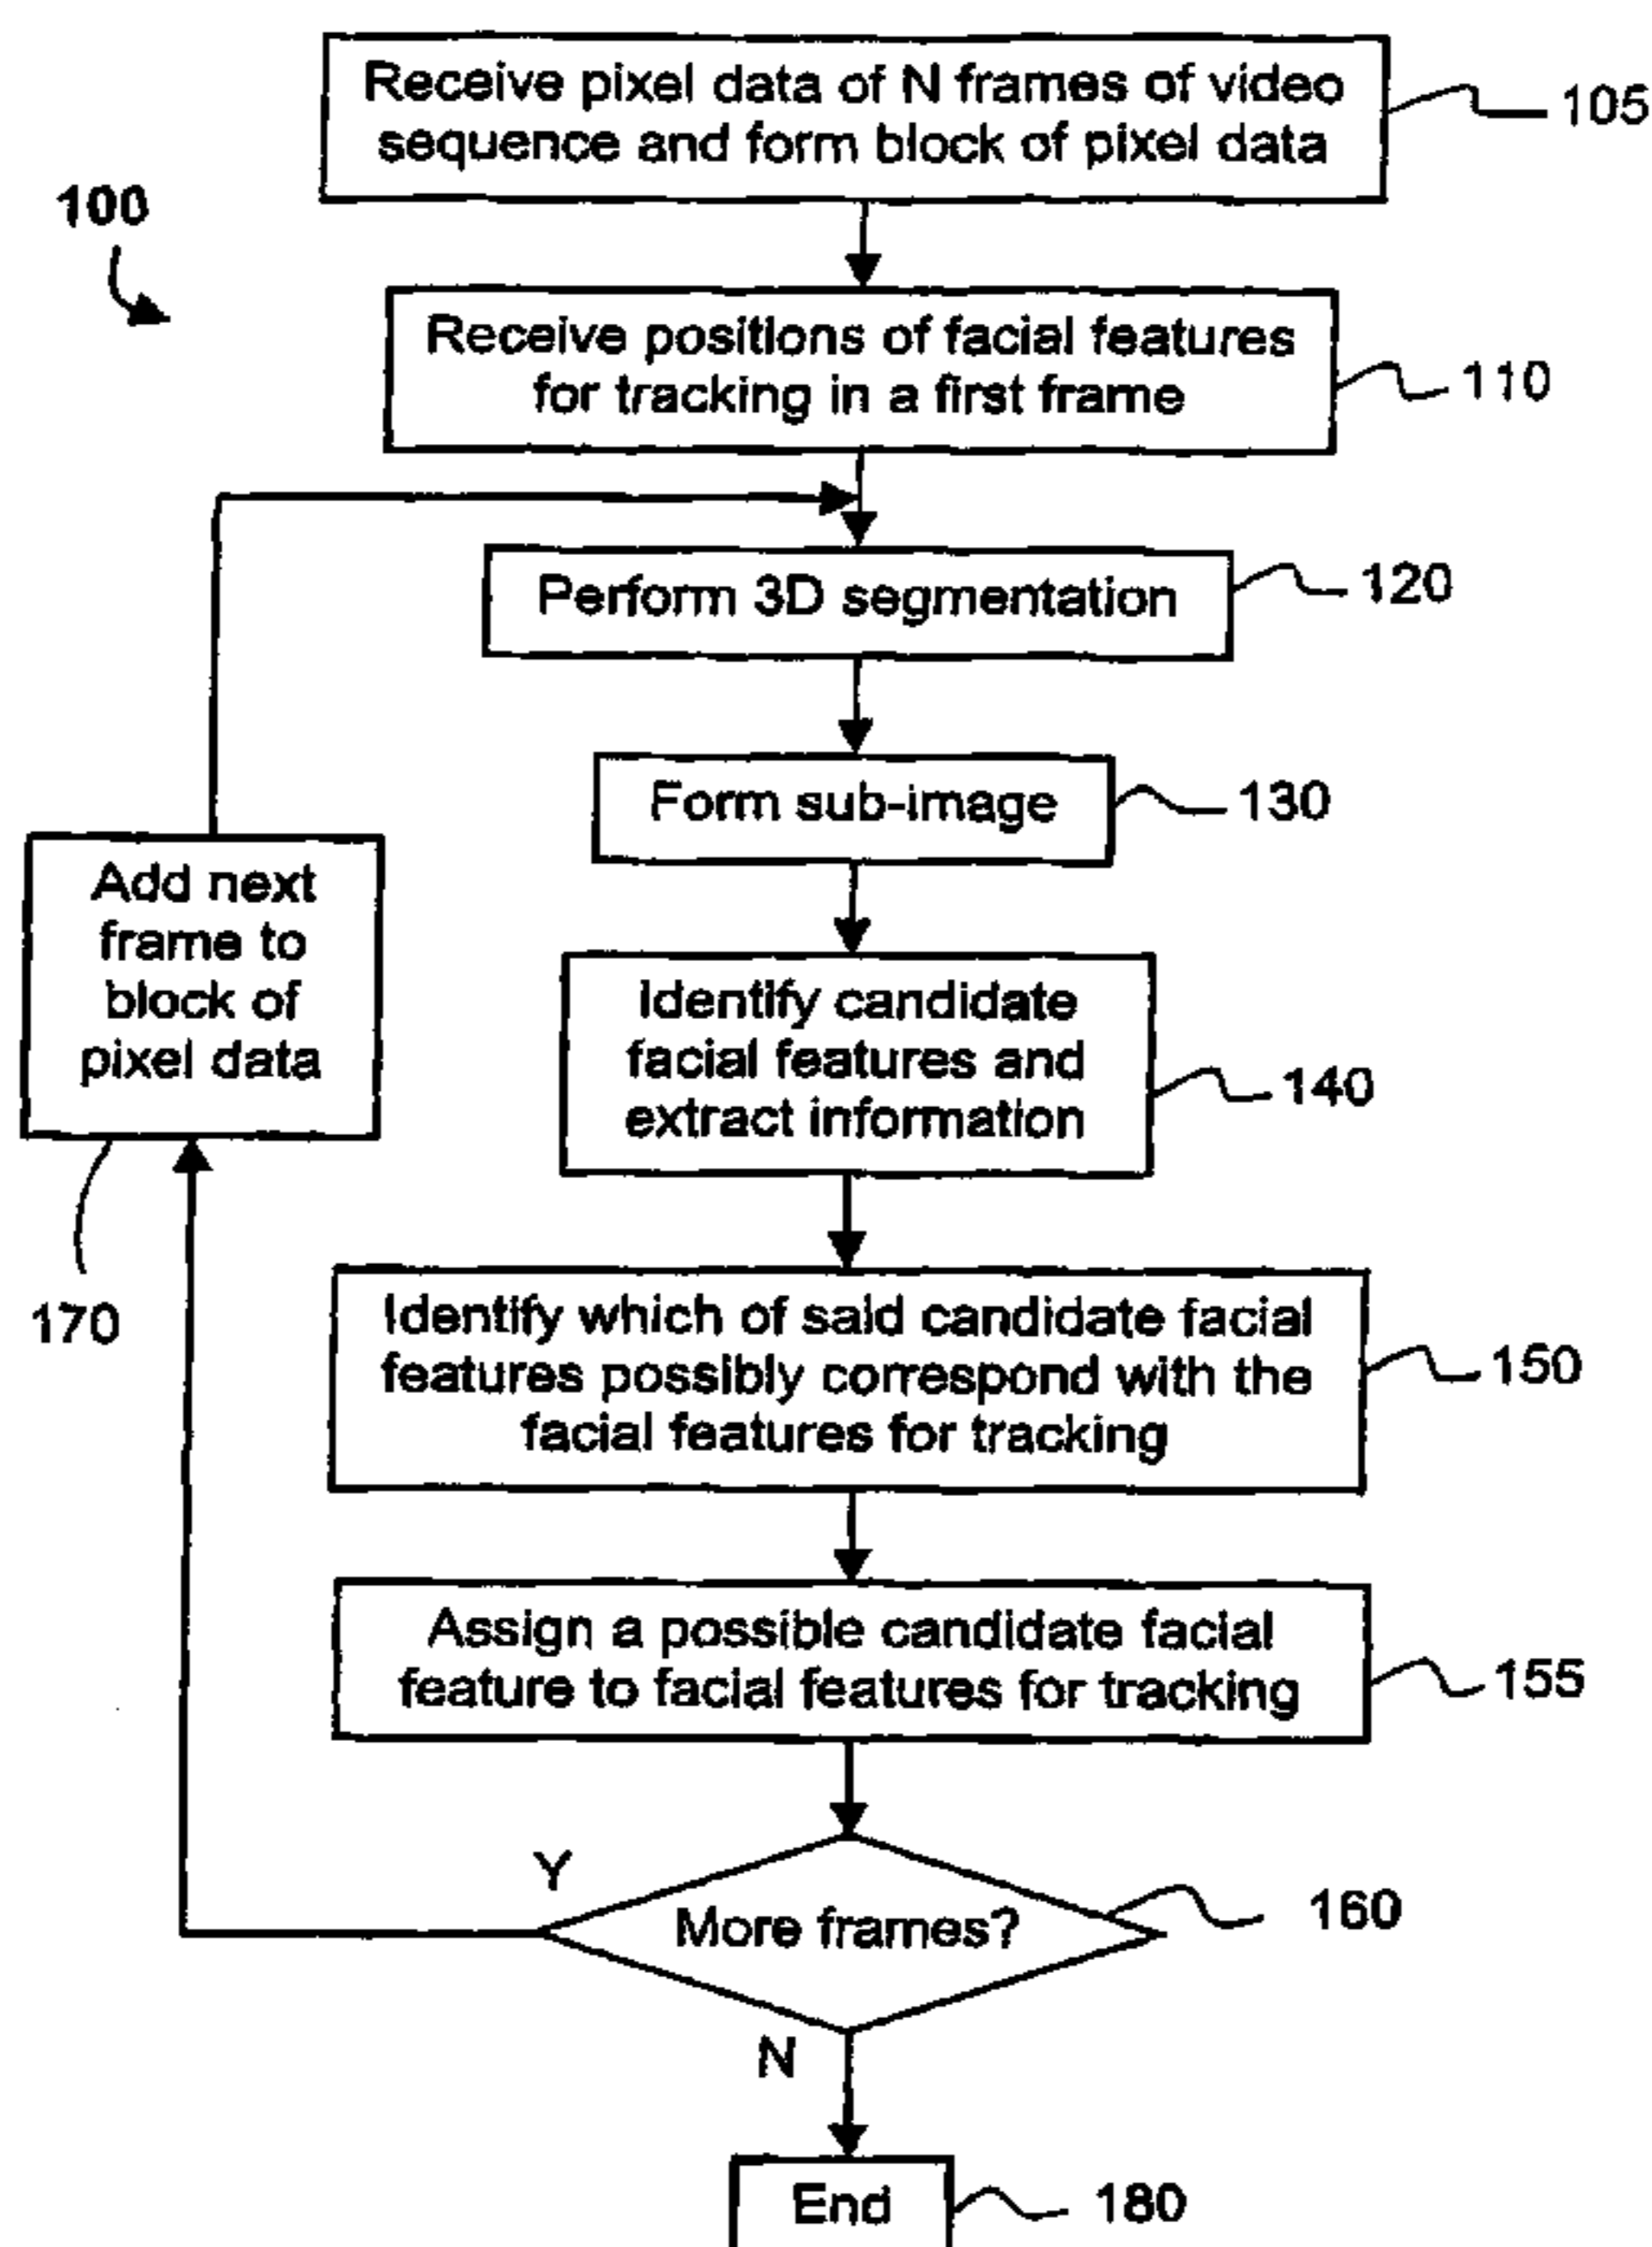 Receive pixel data of N frames of video
sequence and form block of pixel data
105
100
Receive positions of facial features
for tracking in a first frame
110
Perform 3D segmentation
120
Form sub-image
130
Add next
frame to
block of
pixel data
170
Identify candidate
facial features and
extract information
140
Identify which of said candidate facial
features possibly correspond with the
facial features for tracking
150
Assign a possible candidate facial
feature to facial features for tracking
155
Y
More frames?
160
N
End
180